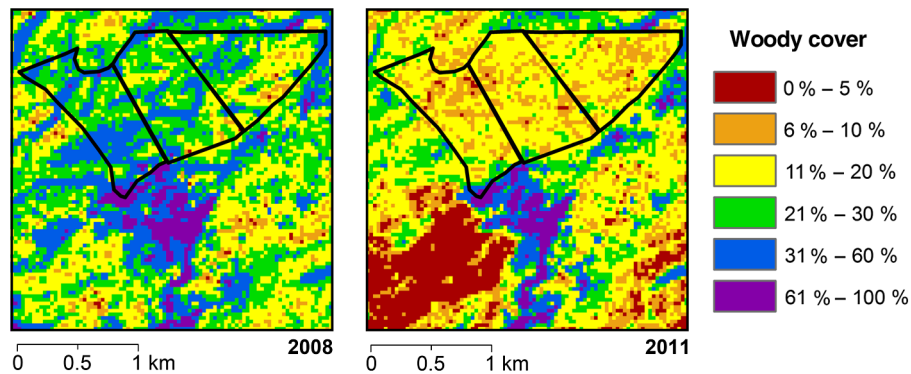 Woody cover
0 % – 5 %
6 % – 10 %
11 % – 20 %
21 % – 30 %
31 % – 60 %
61 % – 100 %
2008
2011
0 0.5 1 km
0 0.5 1 km